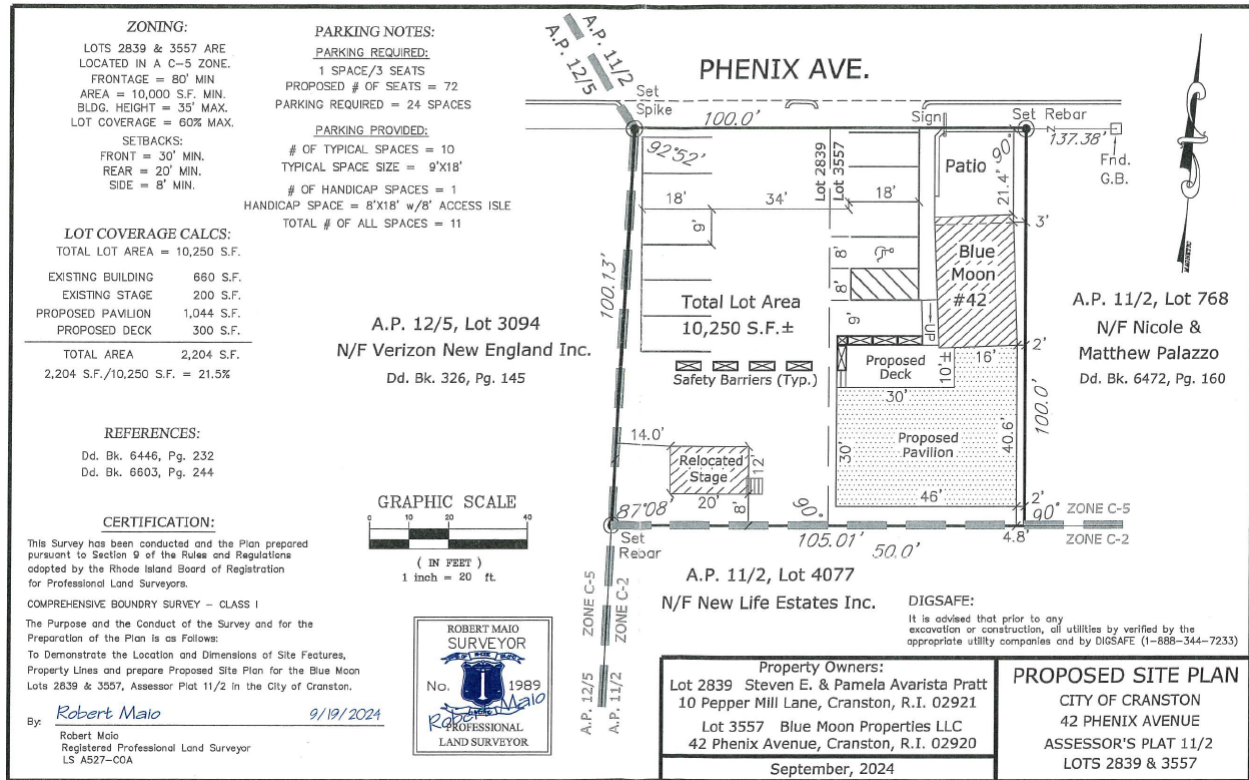 ZONING:
LOTS 2839 & 3557 ARE
LOCATED IN A C-5 ZONE.
FRONTAGE = 80' MIN
AREA = 10,000 S.F. MIN.
BLDG. HEIGHT = 35' MAX.
LOT COVERAGE = 60% MAX.
SETBACKS:
FRONT = 30' MIN.
REAR = 20' MIN.
SIDE = 8' MIN.
LOT COVERAGE CALCS:
TOTAL LOT AREA = 10,250 S.F.
EXISTING BUILDING 660 S.F.
EXISTING STAGE 200 S.F.
PROPOSED PAVILION 1,044 S.F.
PROPOSED DECK 300 S.F.
TOTAL AREA 2,204 S.F.
2,204 S.F./10,250 S.F. = 21.5%
REFERENCES:
Dd. Bk. 6446, Pg. 232
Dd. Bk. 6603, Pg. 244
CERTIFICATION:
This Survey has been conducted and the Plan prepared
pursuant to Section 9 of the Rules and Regulations
adopted by the Rhode Island Board of Registration
for Professional Land Surveyors.
COMPREHENSIVE BOUNDRY SURVEY - CLASS I
The Purpose and the Conduct of the Survey and for the
Preparation of the Plan is as Follows:
To Demonstrate the Location and Dimensions of Site Features,
Property Lines and prepare Proposed Site Plan for the Blue Moon
Lots 2839 & 3557, Assessor Plat 11/2 in the City of Cranston.
By: Robert Maio 9/19/2024
Robert Maio
Registered Professional Land Surveyor
LS A527-COA
PARKING NOTES:
PARKING REQUIRED:
1 SPACE/3 SEATS
PROPOSED # OF SEATS = 72
PARKING REQUIRED = 24 SPACES
PARKING PROVIDED:
# OF TYPICAL SPACES = 10
TYPICAL SPACE SIZE = 9'X18'
# OF HANDICAP SPACES = 1
HANDICAP SPACE = 8'X18' w/8' ACCESS ISLE
TOTAL # OF ALL SPACES = 11
A.P. 12/5, Lot 3094
N/F Verizon New England Inc.
Dd. Bk. 326, Pg. 145
GRAPHIC SCALE
0 10 20 40
( IN FEET )
1 inch = 20 ft.
ROBERT MAIO
SURVEYOR
No. 1989
Robert Maio
PROFESSIONAL
LAND SURVEYOR
A.P. 11/2
A.P. 12/5
PHENIX AVE.
Set
Spike
100.0'
Sign
Set Rebar
137.38'
Fnd.
G.B.
92°52'
Lot 2839
Lot 3557
Patio
90°
21.4'
18'
34'
18'
9'
3'
8'
8'
Blue
Moon
#42
100.13'
Total Lot Area
10,250 S.F.±
9'
UP
2'
Safety Barriers (Typ.)
Proposed
Deck
10'
16'
30'
100.0'
14.0'
Relocated
Stage
12'
20'
8'
30'
Proposed
Pavilion
40.6'
46'
2'
87°08'
90°
90°
Set
Rebar
105.01'
50.0'
4.8'
ZONE C-5
ZONE C-2
ZONE C-5
ZONE C-2
A.P. 12/5
A.P. 11/2
A.P. 11/2, Lot 768
N/F Nicole &
Matthew Palazzo
Dd. Bk. 6472, Pg. 160
MAGNETIC
A.P. 11/2, Lot 4077
N/F New Life Estates Inc.
DIGSAFE:
It is advised that prior to any
excavation or construction, all utilities by verified by the
appropriate utility companies and by DIGSAFE (1-888-344-7233)
Property Owners:
Lot 2839 Steven E. & Pamela Avarista Pratt
10 Pepper Mill Lane, Cranston, R.I. 02921
Lot 3557 Blue Moon Properties LLC
42 Phenix Avenue, Cranston, R.I. 02920
September, 2024
PROPOSED SITE PLAN
CITY OF CRANSTON
42 PHENIX AVENUE
ASSESSOR'S PLAT 11/2
LOTS 2839 & 3557